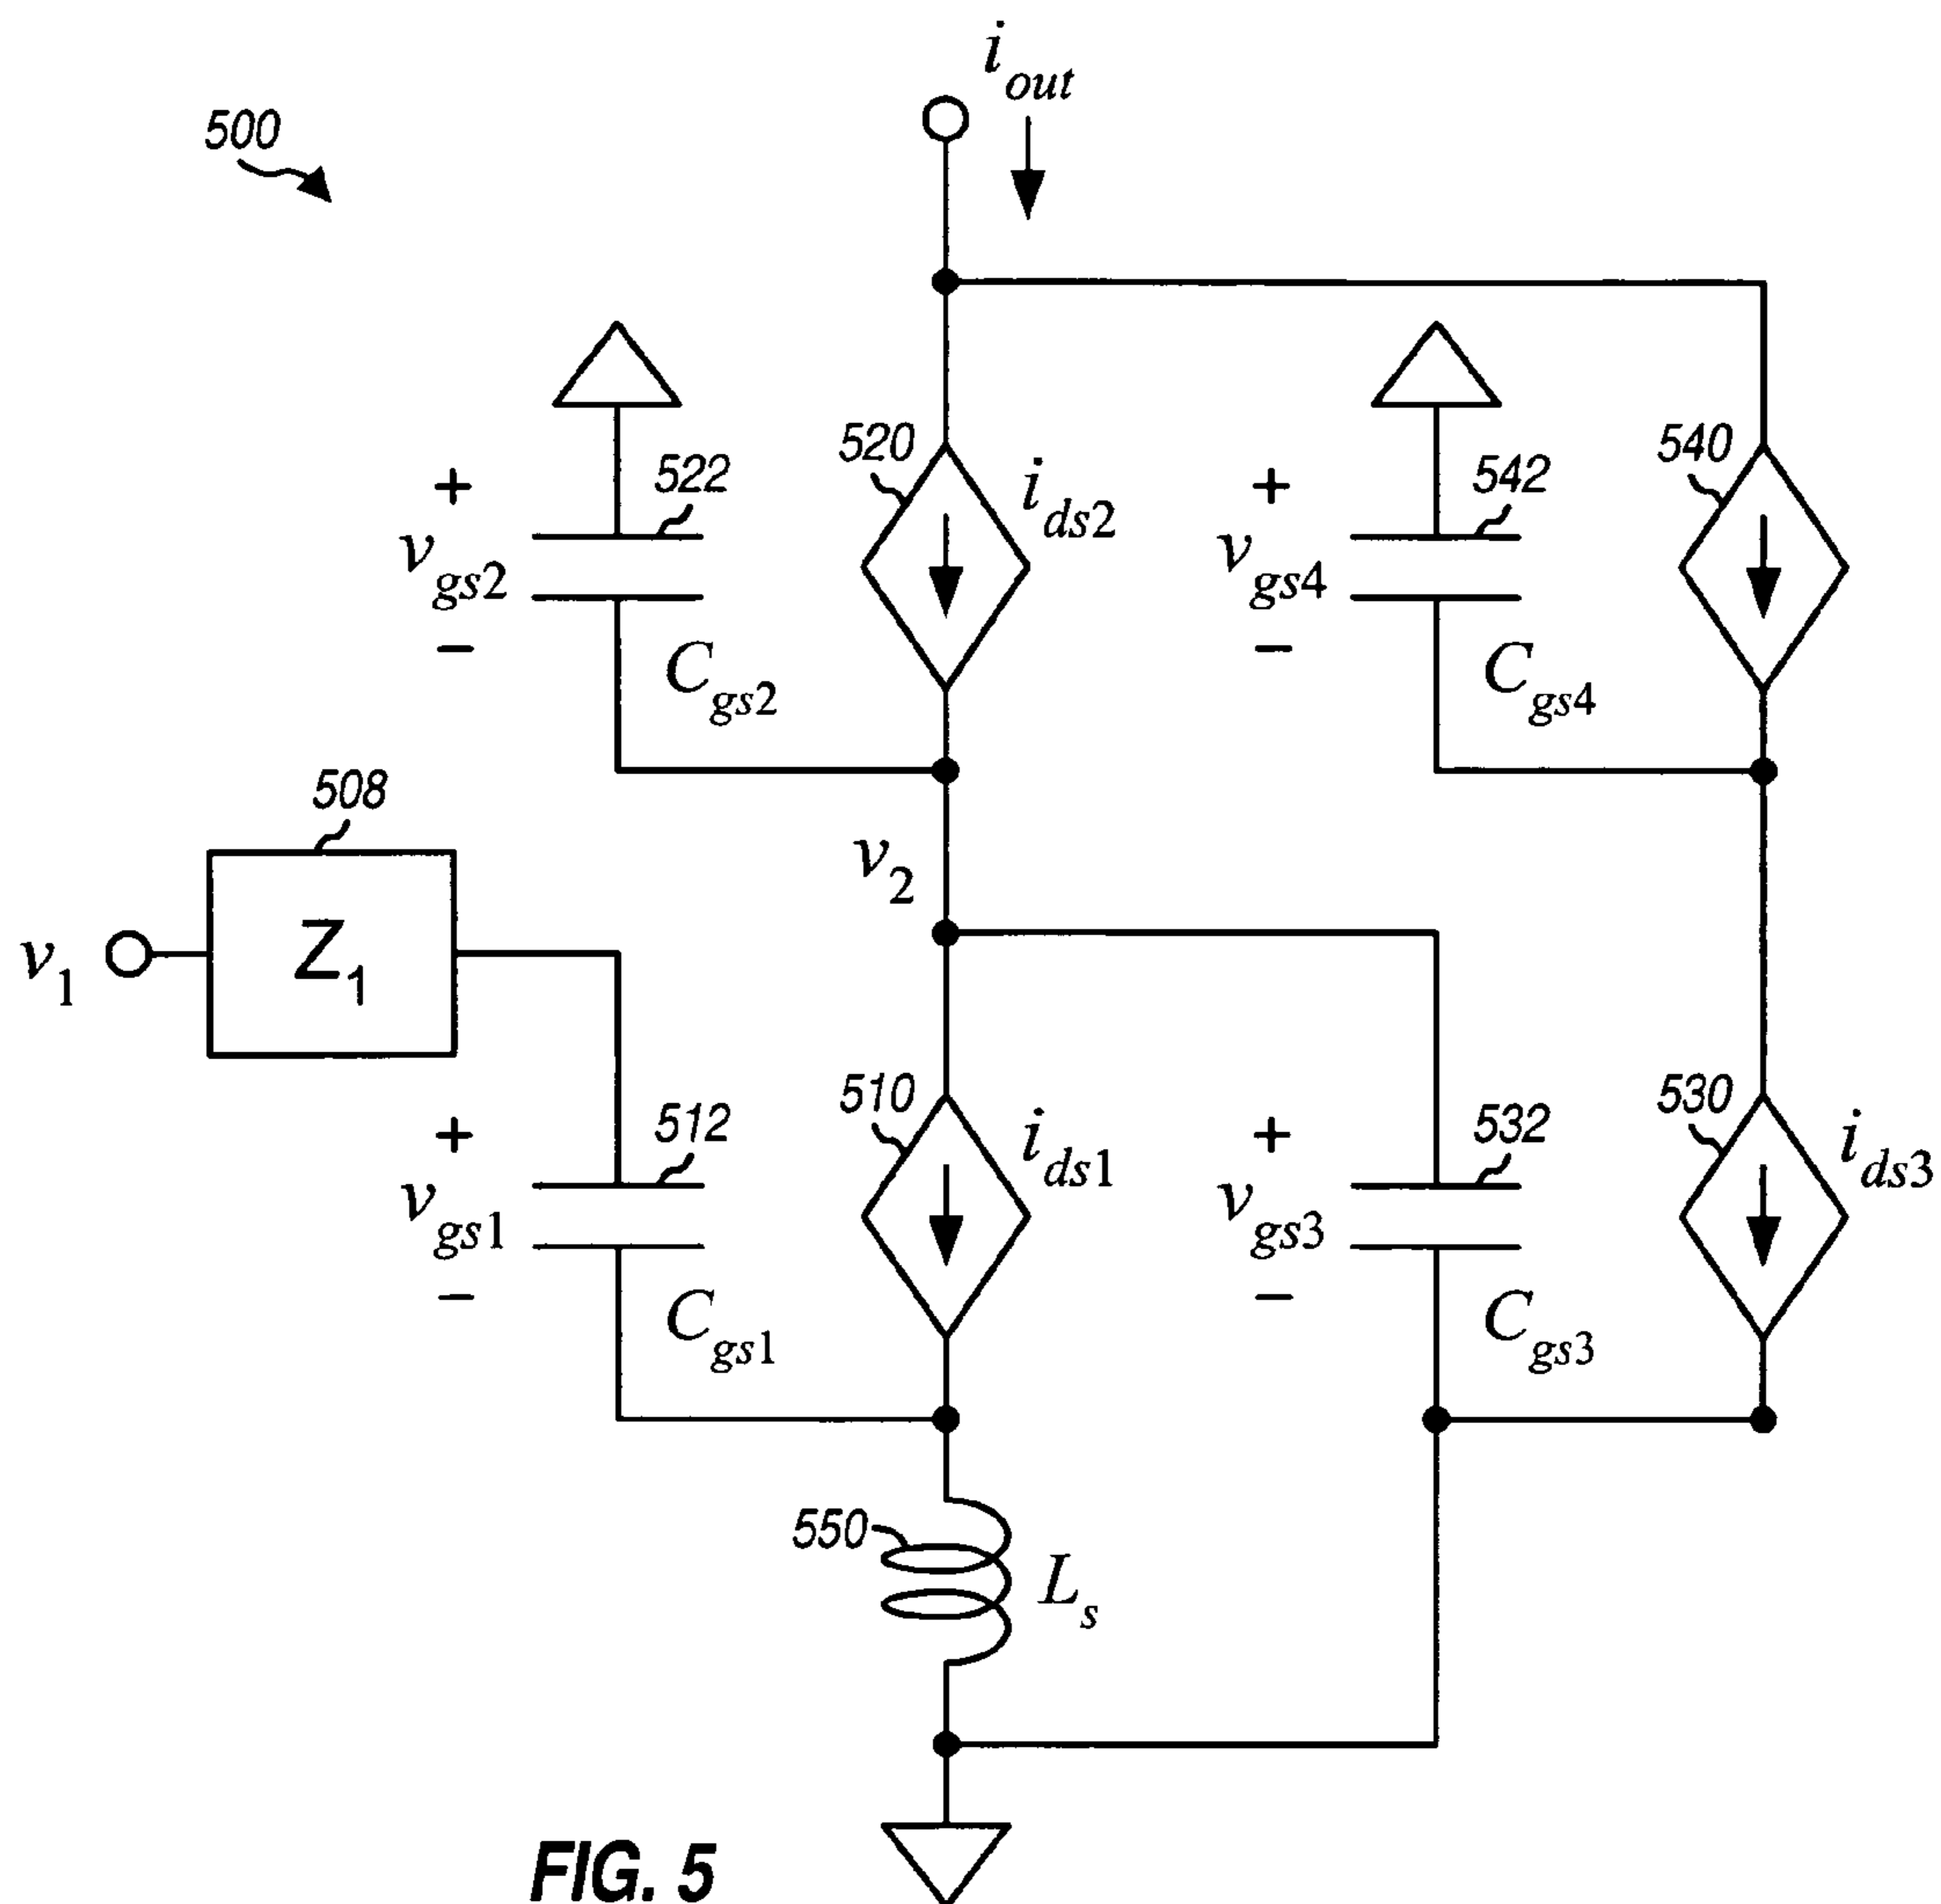 i_out
500
520
522
+
v_gs2
−
C_gs2
i_ds2
540
542
+
v_gs4
−
C_gs4
508
Z_1
v_1
v_2
510
512
+
v_gs1
−
C_gs1
i_ds1
530
532
+
v_gs3
−
C_gs3
i_ds3
550
L_s
FIG. 5